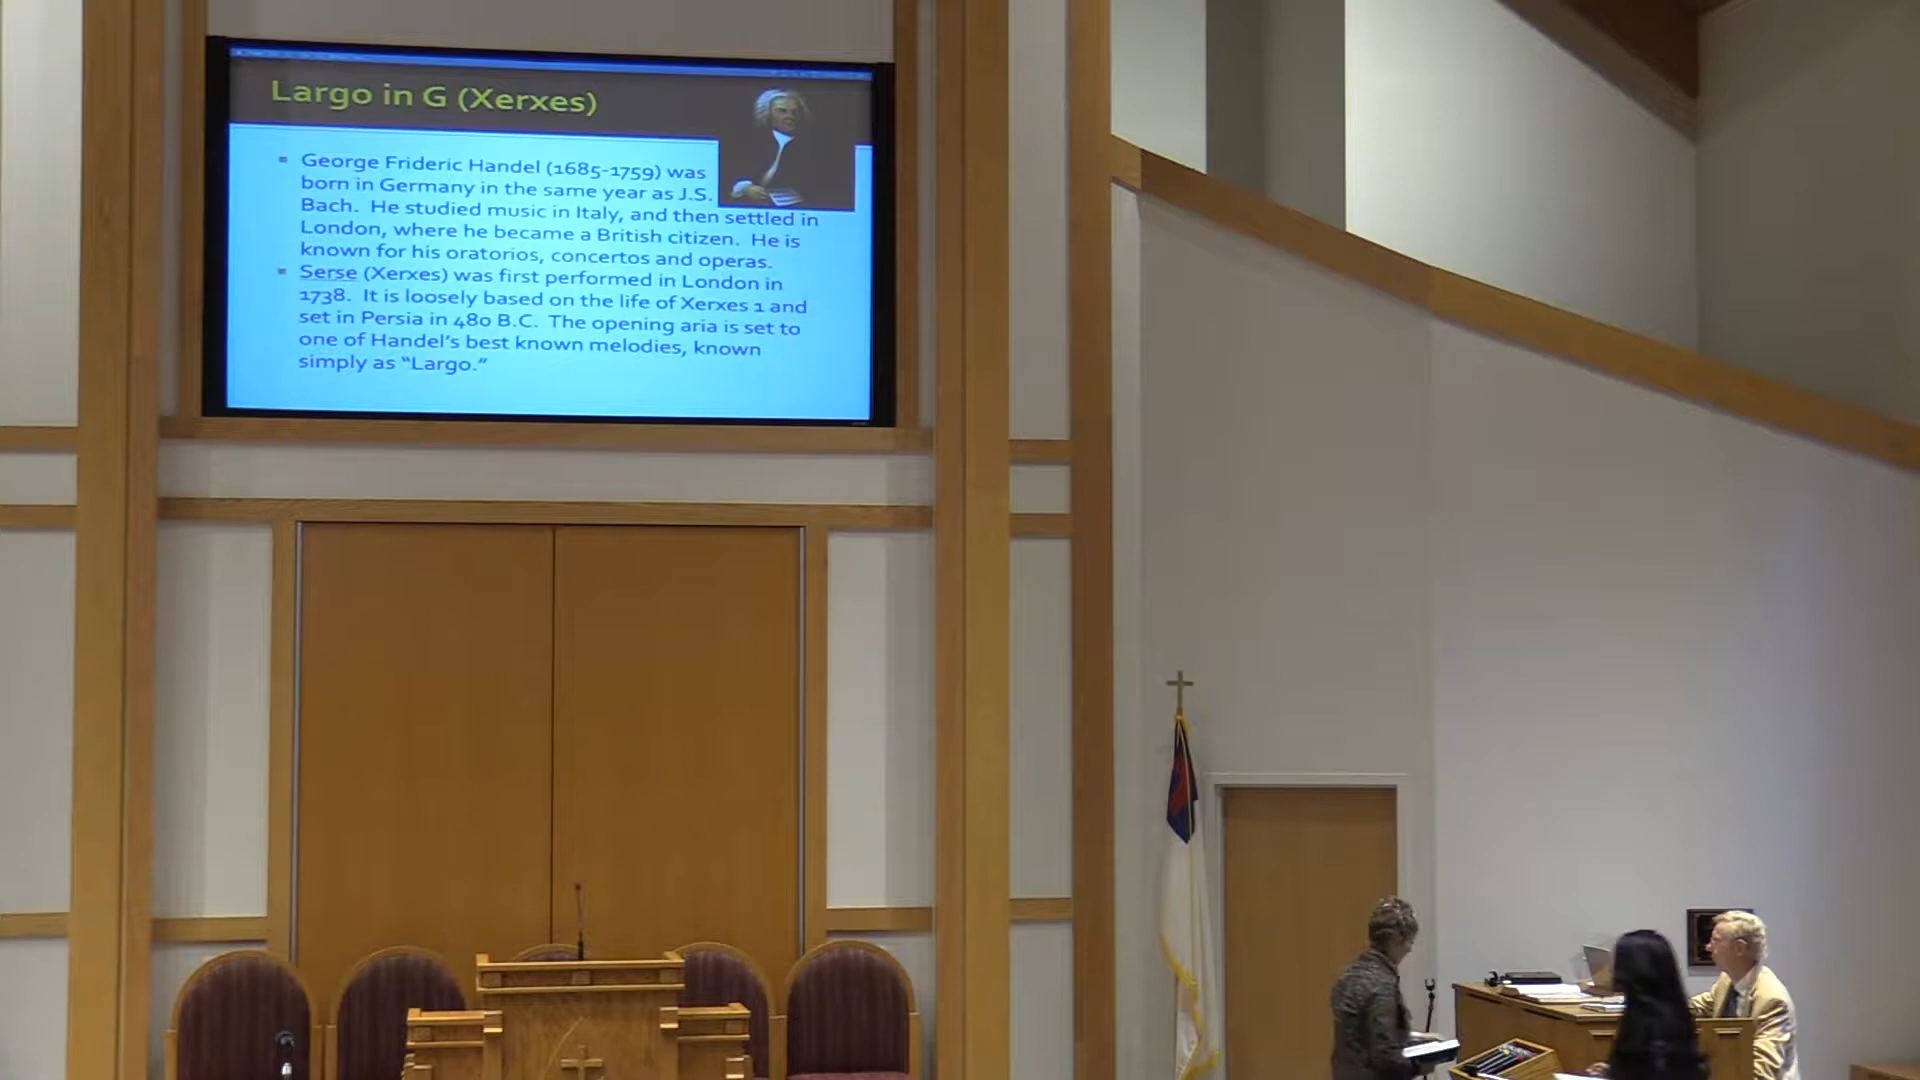 Largo in G (Xerxes)
George Frideric Handel (1685-1759) was
born in Germany in the same year as J.S.
Bach. He studied music in Italy, and then settled in
London, where he became a British citizen. He is
known for his oratorios, concertos and operas.
Serse (Xerxes) was first performed in London in
1738. It is loosely based on the life of Xerxes 1 and
set in Persia in 480 B.C. The opening aria is set to
one of Handel's best known melodies, known
simply as "Largo."